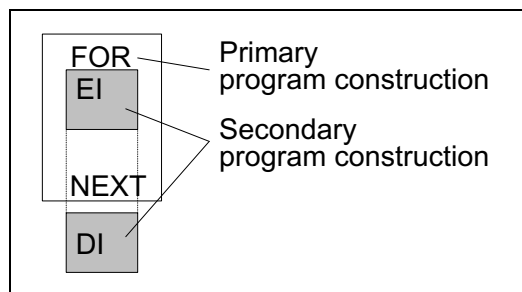 FOR
EI
NEXT
DI
Primary
program construction
Secondary
program construction